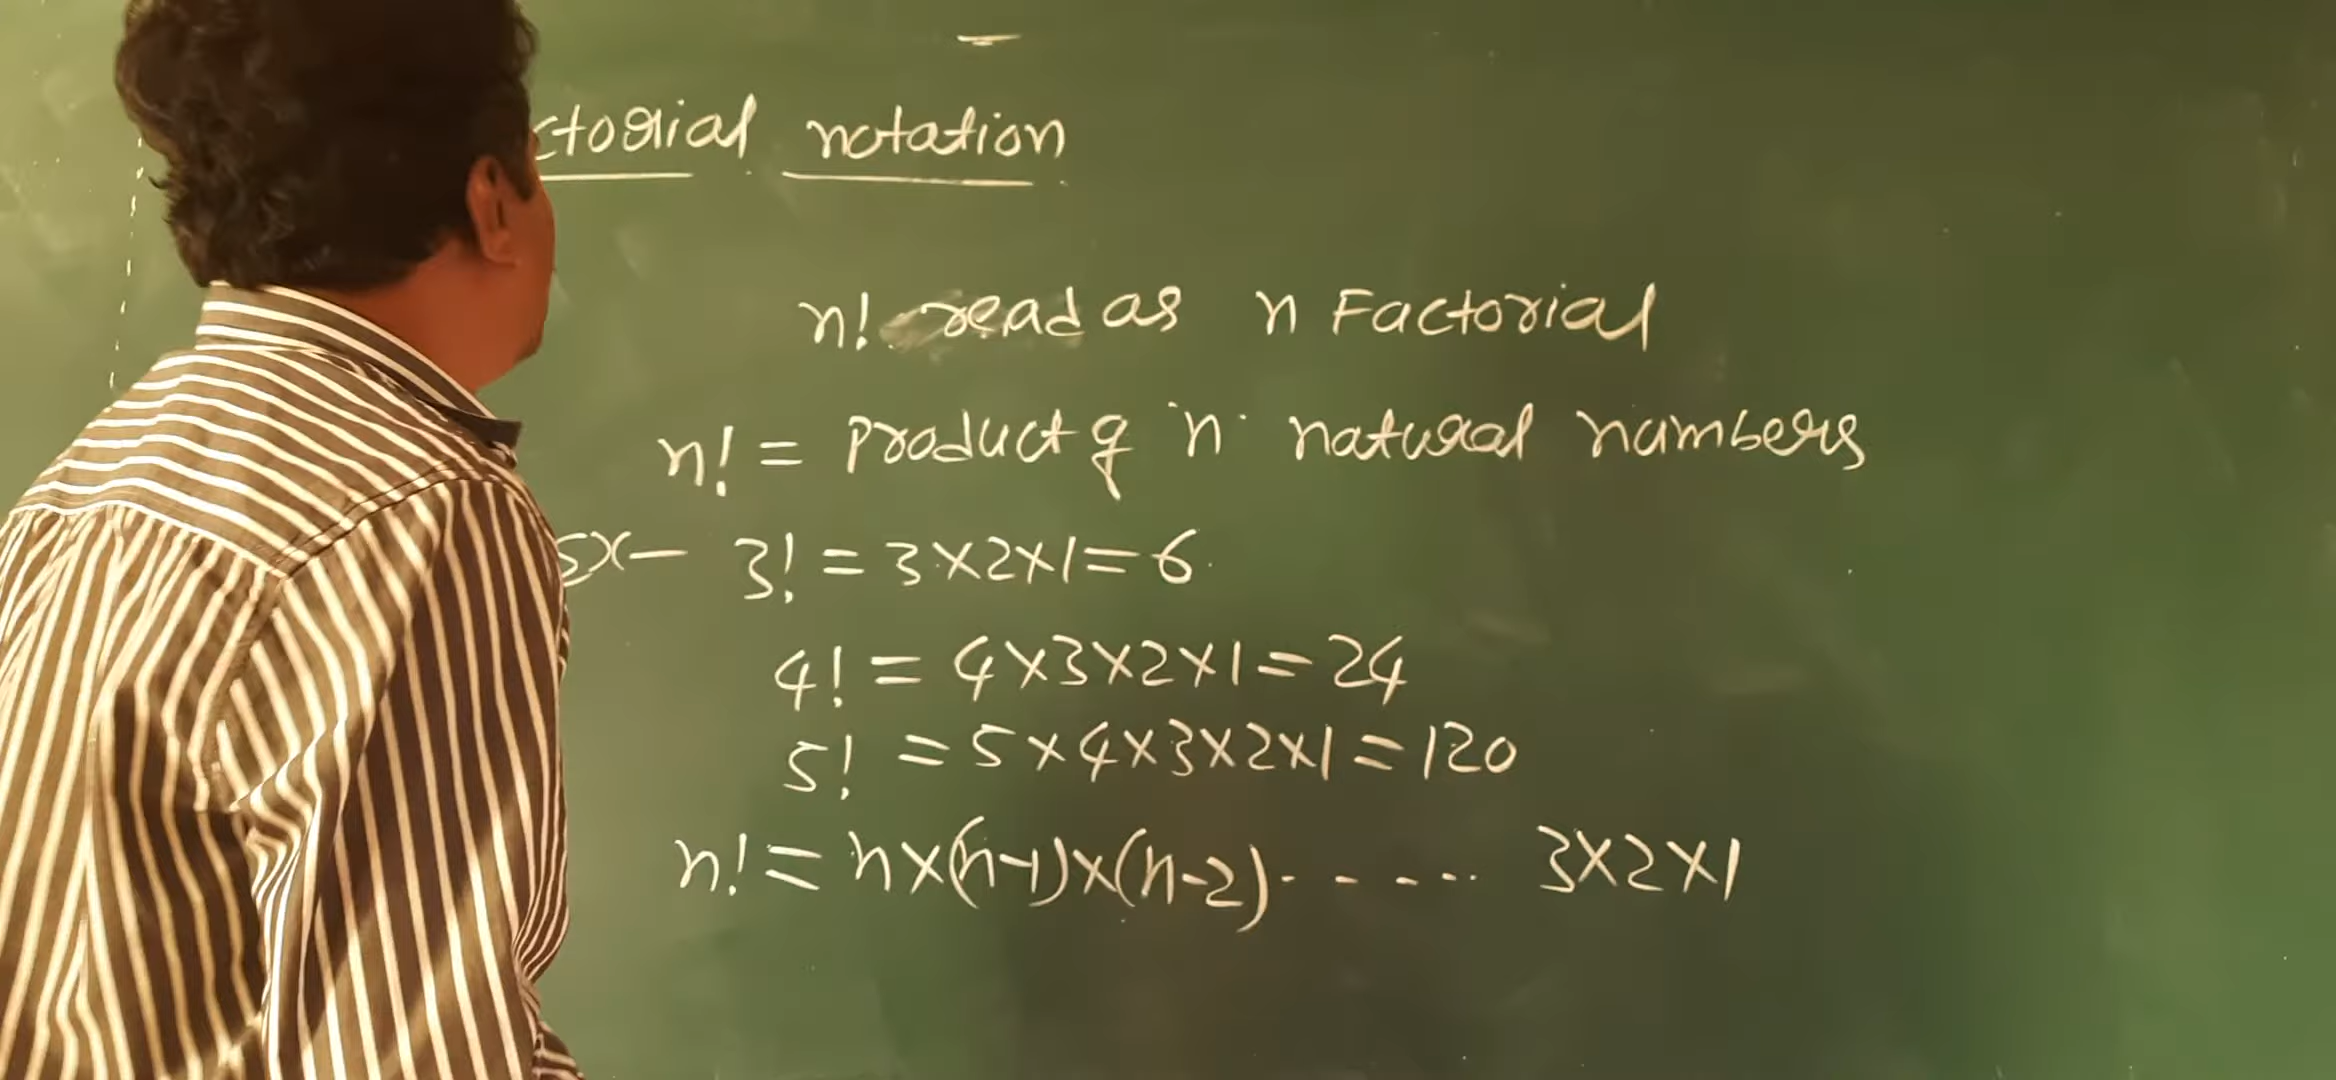 ctorial notation
n! read as n Factorial
n! = product of 'n' natural numbers
Ex- 3! = 3×2×1=6
4! = 4×3×2×1=24
5! = 5×4×3×2×1=120
n! = n×(n-1)×(n-2)------ 3×2×1